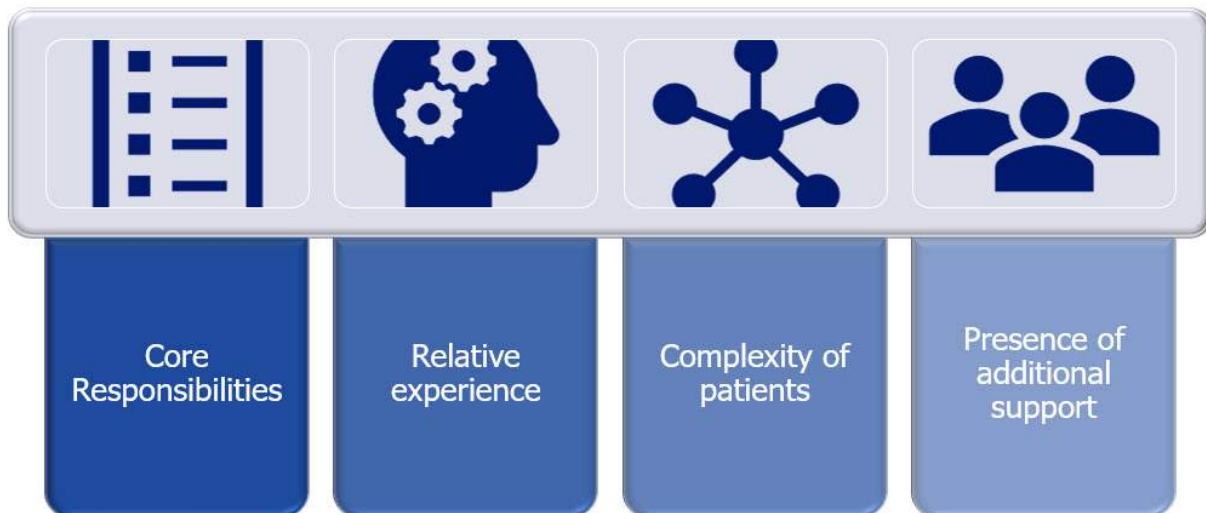 Core
Responsibilities
Relative
experience
Complexity of
patients
Presence of
additional
support